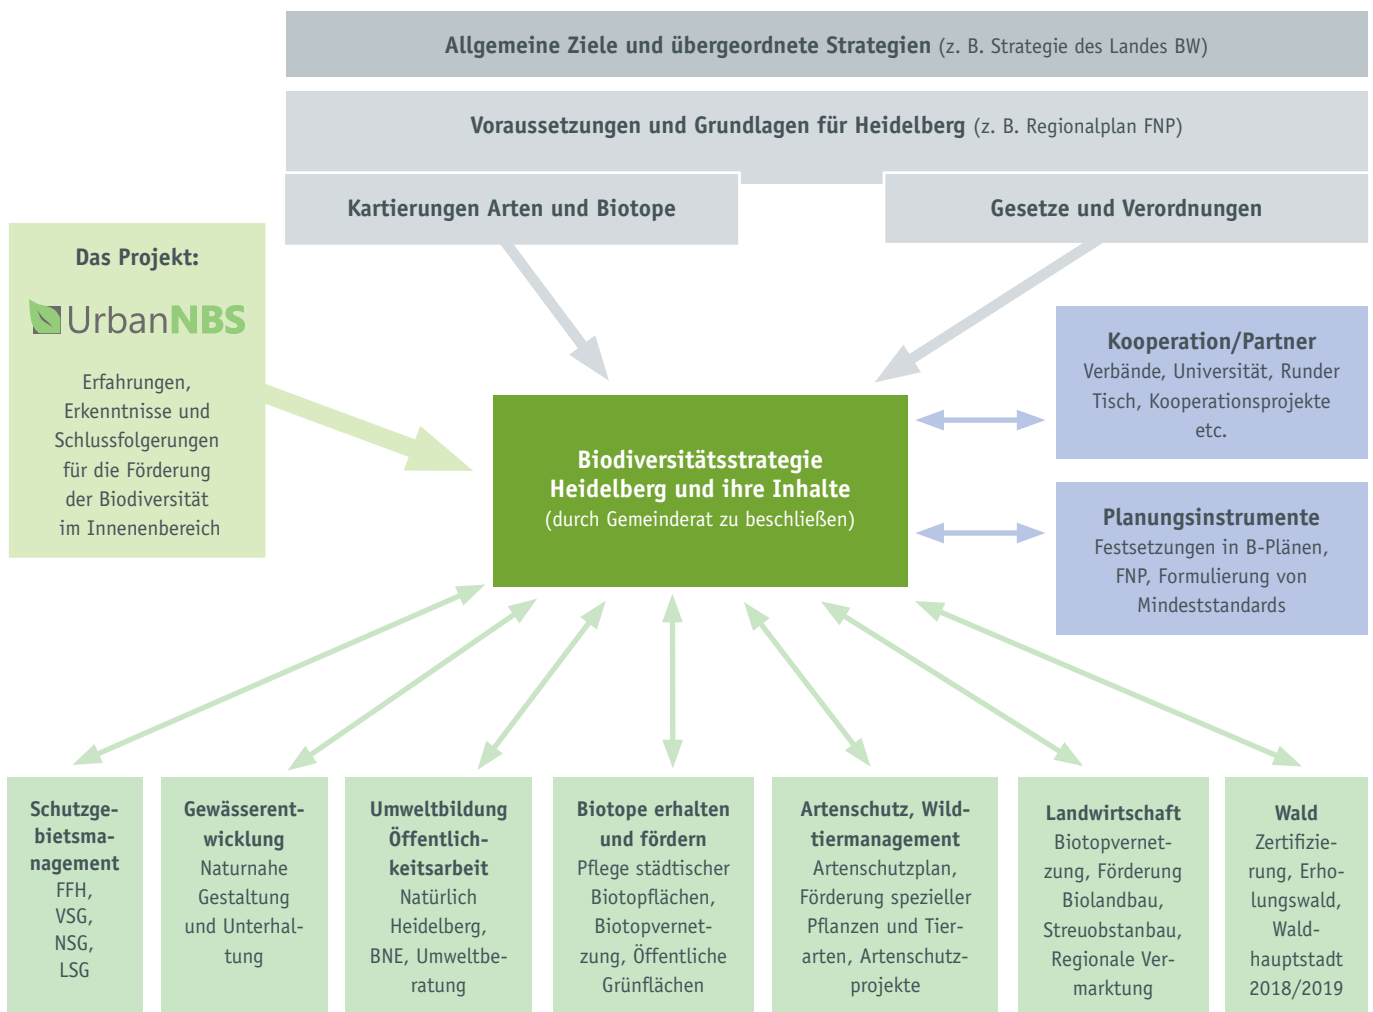 Allgemeine Ziele und übergeordnete Strategien (z. B. Strategie des Landes BW)
Voraussetzungen und Grundlagen für Heidelberg (z. B. Regionalplan FNP)
Kartierungen Arten und Biotope
Gesetze und Verordnungen
Das Projekt:
UrbanNBS
Erfahrungen,
Erkenntnisse und
Schlussfolgerungen
für die Förderung
der Biodiversität
im Innenenbereich
Kooperation/Partner
Verbände, Universität, Runder
Tisch, Kooperationsprojekte
etc.
Biodiversitätsstrategie
Heidelberg und ihre Inhalte
(durch Gemeinderat zu beschließen)
Planungsinstrumente
Festsetzungen in B-Plänen,
FNP, Formulierung von
Mindeststandards
Schutzge-
bietsma-
nagement
FFH,
VSG,
NSG,
LSG
Gewässerent-
wicklung
Naturnahe
Gestaltung
und Unterhal-
tung
Umweltbildung
Öffentlich-
keitsarbeit
Natürlich
Heidelberg,
BNE, Umweltbe-
ratung
Biotope erhalten
und fördern
Pflege städtischer
Biotopflächen,
Biotopvernet-
zung, Öffentliche
Grünflächen
Artenschutz, Wild-
tiermanagement
Artenschutzplan,
Förderung spezieller
Pflanzen und Tier-
arten, Artenschutz-
projekte
Landwirtschaft
Biotopvernet-
zung, Förderung
Biolandbau,
Streuobstanbau,
Regionale Ver-
marktung
Wald
Zertifizie-
rung, Erho-
lungswald,
Wald-
hauptstadt
2018/2019